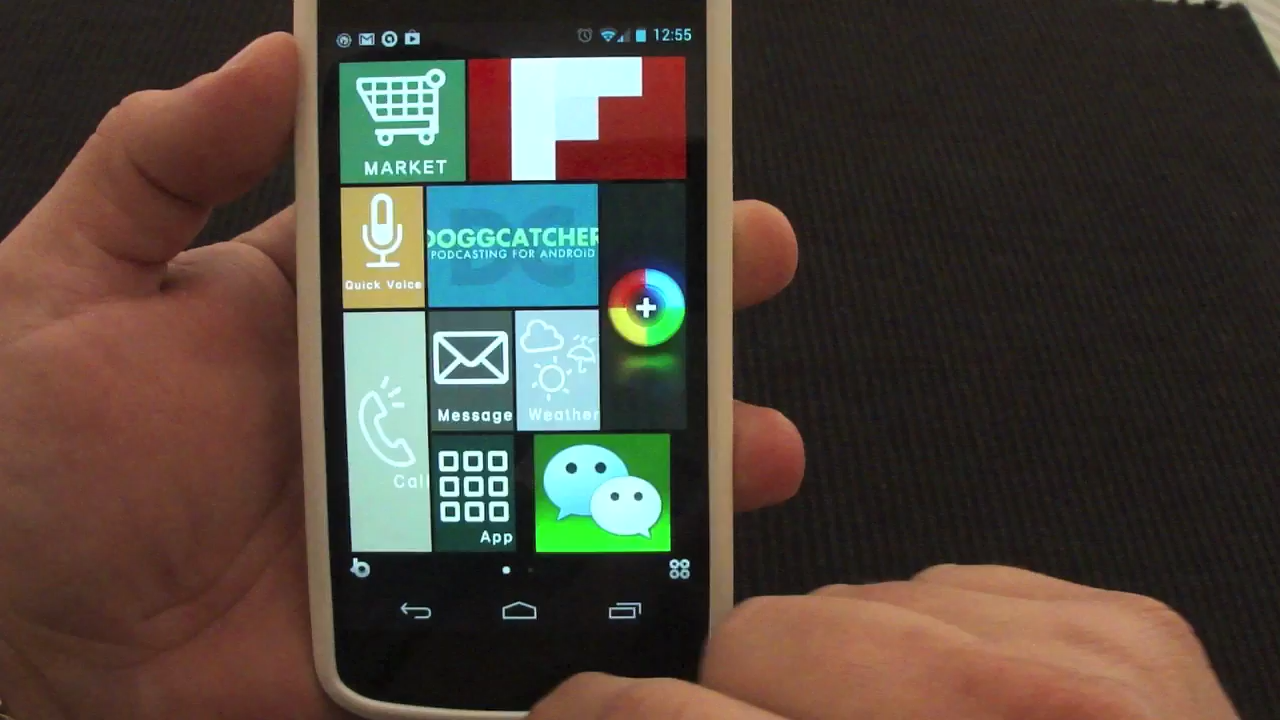 12:55
MARKET
Quick Voice
DOGGCATCHER
PODCASTING FOR ANDROID
Message
Weather
Call
App